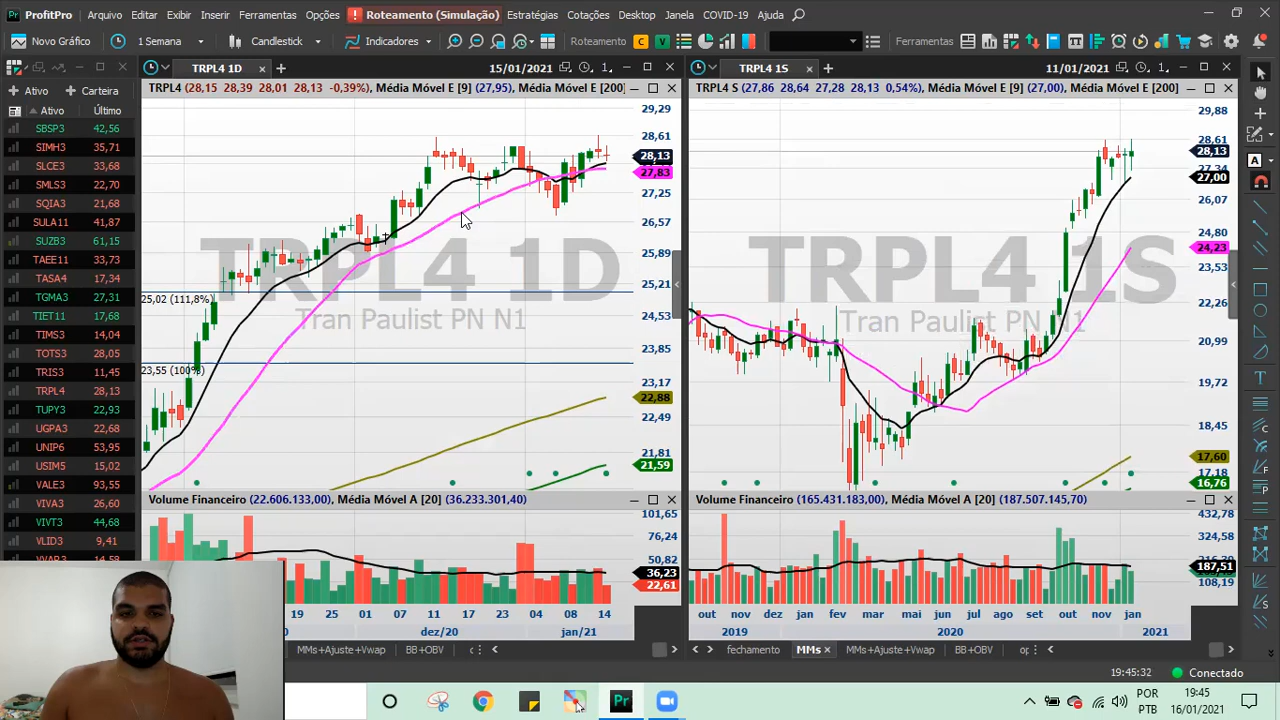 ProfitPro Arquivo Editar Exibir Inserir Ferramentas Opções ! Roteamento (Simulação) Estratégias Cotações Desktop Janela COVID-19 Ajuda
Novo Gráfico 1 Semana Candlestick Indicadores Roteamento C V Ferramentas
TRPL4 1D 15/01/2021 1
TRPL4 1S 11/01/2021 1
Ativo Carteira
Ativo Último
SBSP3 42,56
SIMH3 35,71
SLCE3 33,68
SMLS3 22,70
SQIA3 21,68
SULA11 41,87
SUZB3 61,15
TAEE11 33,73
TASA4 17,34
TGMA3 27,31
TIET11 17,68
TIMS3 14,04
TOTS3 28,05
TRIS3 11,45
TRPL4 28,13
TUPY3 22,93
UGPA3 22,68
UNIP6 53,95
USIM5 15,02
VALE3 93,55
VIVA3 26,60
VIVT3 44,68
VLID3 9,41
VVAR3 14,58
TRPL4 (28,15 28,39 28,01 28,13 -0,39%), Média Móvel E [9] (27,95), Média Móvel E [200]
29,29
28,61
28,13
27,83
27,25
26,57
25,89
25,21
24,53
23,85
23,17
22,88
22,49
21,81
21,59
TRPL4 1D
Tran Paulist PN N1
25,02 (111,8%)
23,55 (100%)
Volume Financeiro (22.606.133,00), Média Móvel A [20] (36.233.301,40)
101,65
76,24
50,82
36,23
22,61
19 25 01 07 11 17 23 04 08 14
dez/20 jan/21
MMs+Ajuste+Vwap BB+OBV
TRPL4 S (27,86 28,64 27,28 28,13 0,54%), Média Móvel E [9] (27,00), Média Móvel E [200]
29,88
28,61
28,13
27,34
27,00
26,07
24,80
24,23
23,53
22,26
20,99
19,72
18,45
17,60
17,18
16,76
TRPL4 1S
Tran Paulist PN N1
Volume Financeiro (165.431.183,00), Média Móvel A [20] (187.507.145,70)
432,78
324,58
216,39
187,51
108,19
out nov dez fev mar mai jun jul ago set out nov jan
2019 2020 2021
fechamento MMs MMs+Ajuste+Vwap BB+OBV
19:45:32 Conectado
POR
PTB
19:45
16/01/2021